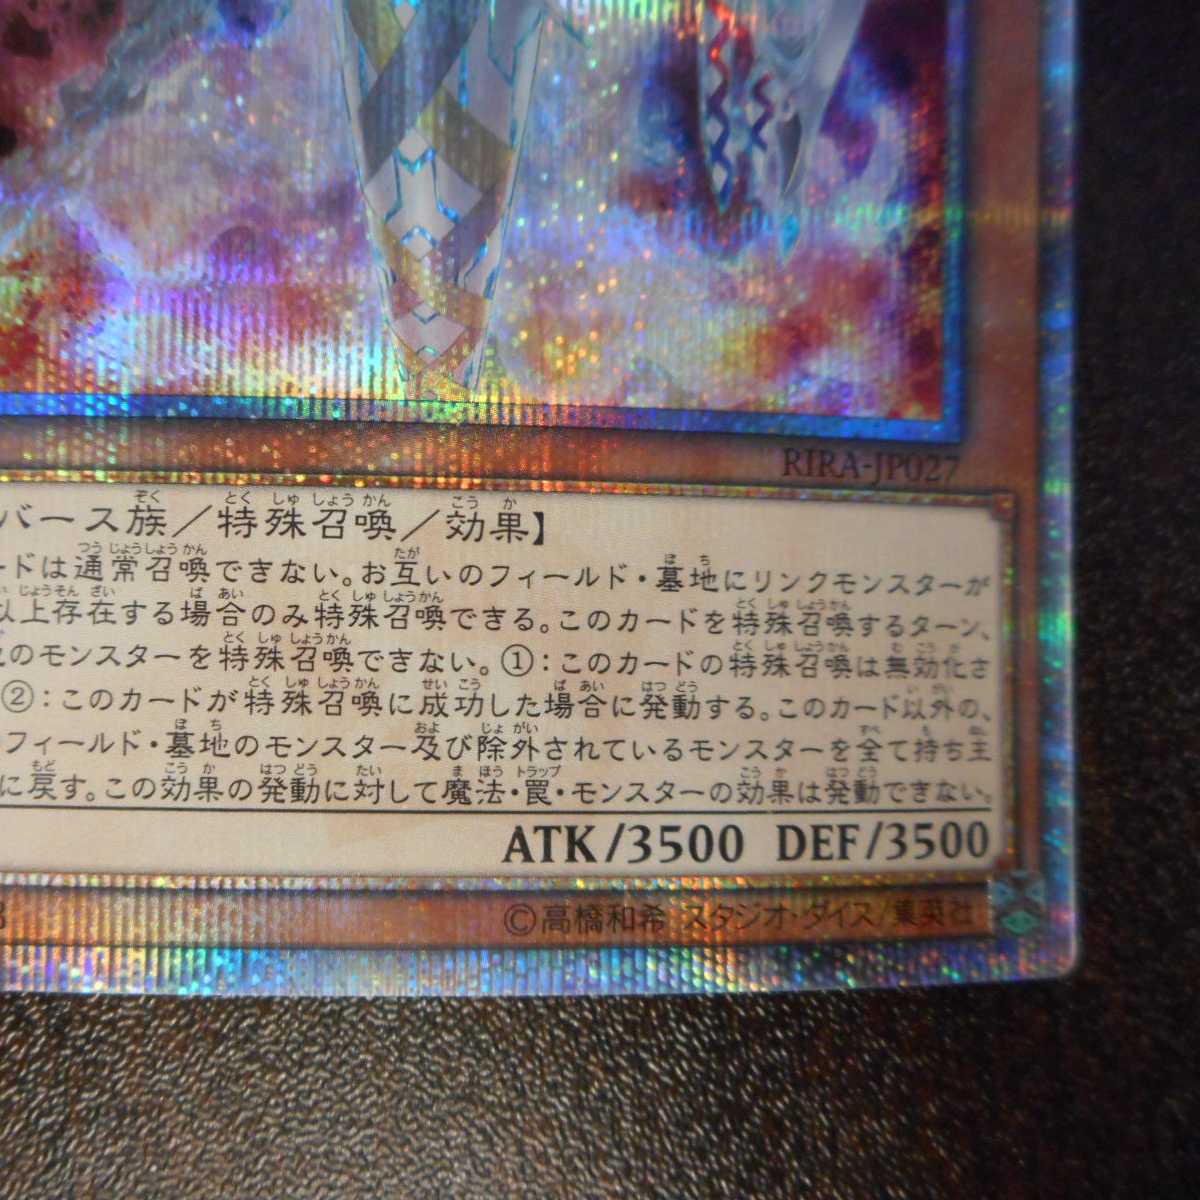 RIRA-JP027
バース族／特殊召喚／効果】
ードは通常召喚できない。お互いのフィールド・墓地にリンクモンスターが
以上存在する場合のみ特殊召喚できる。このカードを特殊召喚するターン、
のモンスターを特殊召喚できない。①：このカードの特殊召喚は無効化さ
②：このカードが特殊召喚に成功した場合に発動する。このカード以外の、
フィールド・墓地のモンスター及び除外されているモンスターを全て持ち主
に戻す。この効果の発動に対して魔法・罠・モンスターの効果は発動できない。
ATK/3500 DEF/3500
©高橋和希 スタジオ・ダイス/集英社